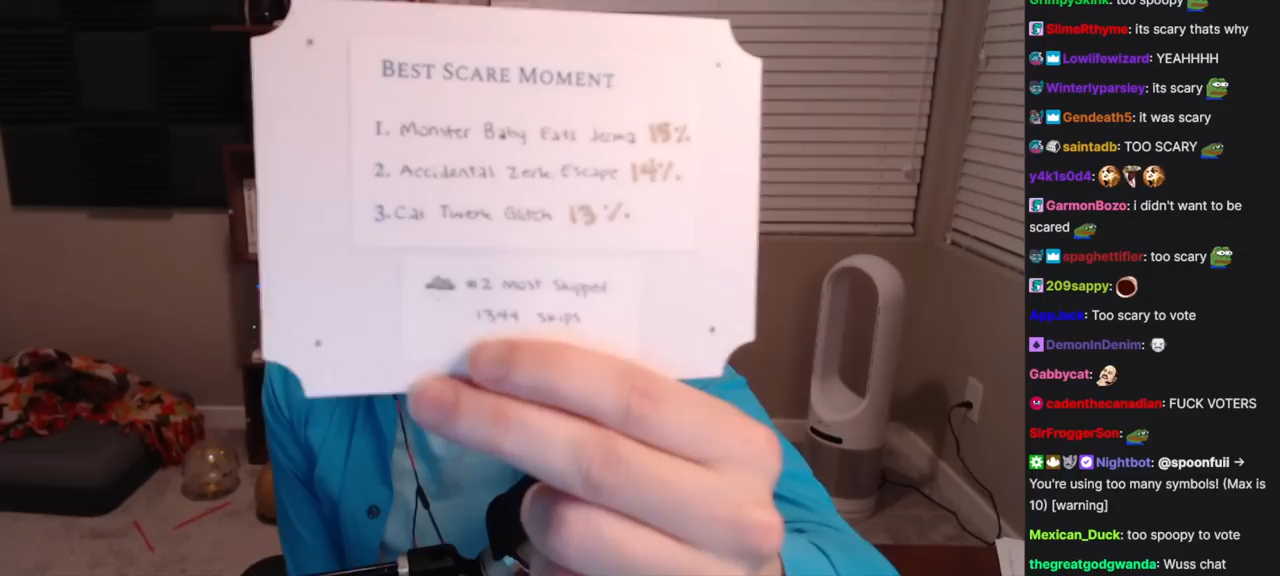 BEST SCARE MOMENT
1. Monster Baby Eats Jerma 15%
2. Accidental Zerk Escape 14%
3. Cat Twerk Glitch 13%
#2 Most Skipped
1344 skips
GrimpySkink: too spoopy
SlimeRthyme: its scary thats why
Lowlifewizard: YEAHHHH
Winterlyparsley: its scary
Gendeath5: it was scary
saintadb: TOO SCARY
y4k1s0d4:
GarmonBozo: i didn't want to be
scared
spaghettifier: too scary
209sappy:
AppJack: Too scary to vote
DemonInDenim:
Gabbycat:
cadenthecanadian: FUCK VOTERS
SirFroggerSon:
Nightbot: @spoonfuii →
You're using too many symbols! (Max is
10) [warning]
Mexican_Duck: too spoopy to vote
thegreatgodgwanda: Wuss chat